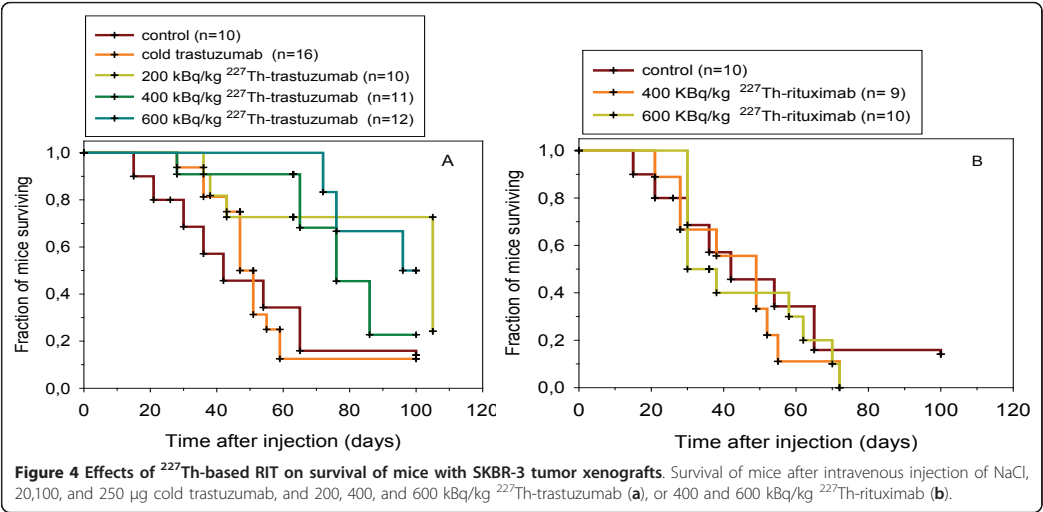 control (n=10)
cold trastuzumab (n=16)
200 kBq/kg ²²⁷Th-trastuzumab (n=10)
400 kBq/kg ²²⁷Th-trastuzumab (n=11)
600 kBq/kg ²²⁷Th-trastuzumab (n=12)
A
Fraction of mice surviving
1,0
0,8
0,6
0,4
0,2
0,0
0 20 40 60 80 100 120
Time after injection (days)
control (n=10)
400 KBq/kg ²²⁷Th-rituximab (n= 9)
600 KBq/kg ²²⁷Th-rituximab (n=10)
B
Fraction of mice surviving
1,0
0,8
0,6
0,4
0,2
0,0
0 20 40 60 80 100 120
Time after injection (days)
Figure 4 Effects of ²²⁷Th-based RIT on survival of mice with SKBR-3 tumor xenografts. Survival of mice after intravenous injection of NaCl,
20,100, and 250 μg cold trastuzumab, and 200, 400, and 600 kBq/kg ²²⁷Th-trastuzumab (a), or 400 and 600 kBq/kg ²²⁷Th-rituximab (b).